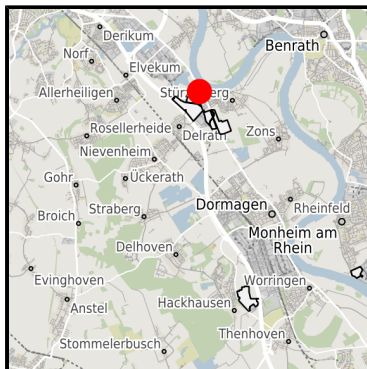 Derikum
Benrath
Norf
Elvekum
Allerheiligen
Rosellerheide
Delrath
Zons
Nievenheim
Gohr
Ückerath
Broich
Straberg
Dormagen
Rheinfeld
Monheim am
Rhein
Delhoven
Evinghoven
Worringen
Anstel
Hackhausen
Thenhoven
Stommelerbusch